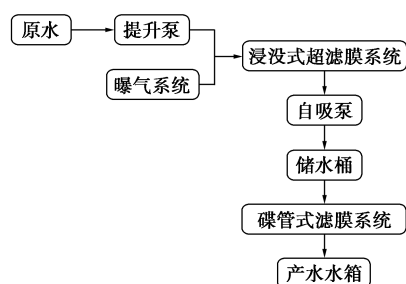 原水
提升泵
曝气系统
浸没式超滤膜系统
自吸泵
储水桶
碟管式滤膜系统
产水水箱